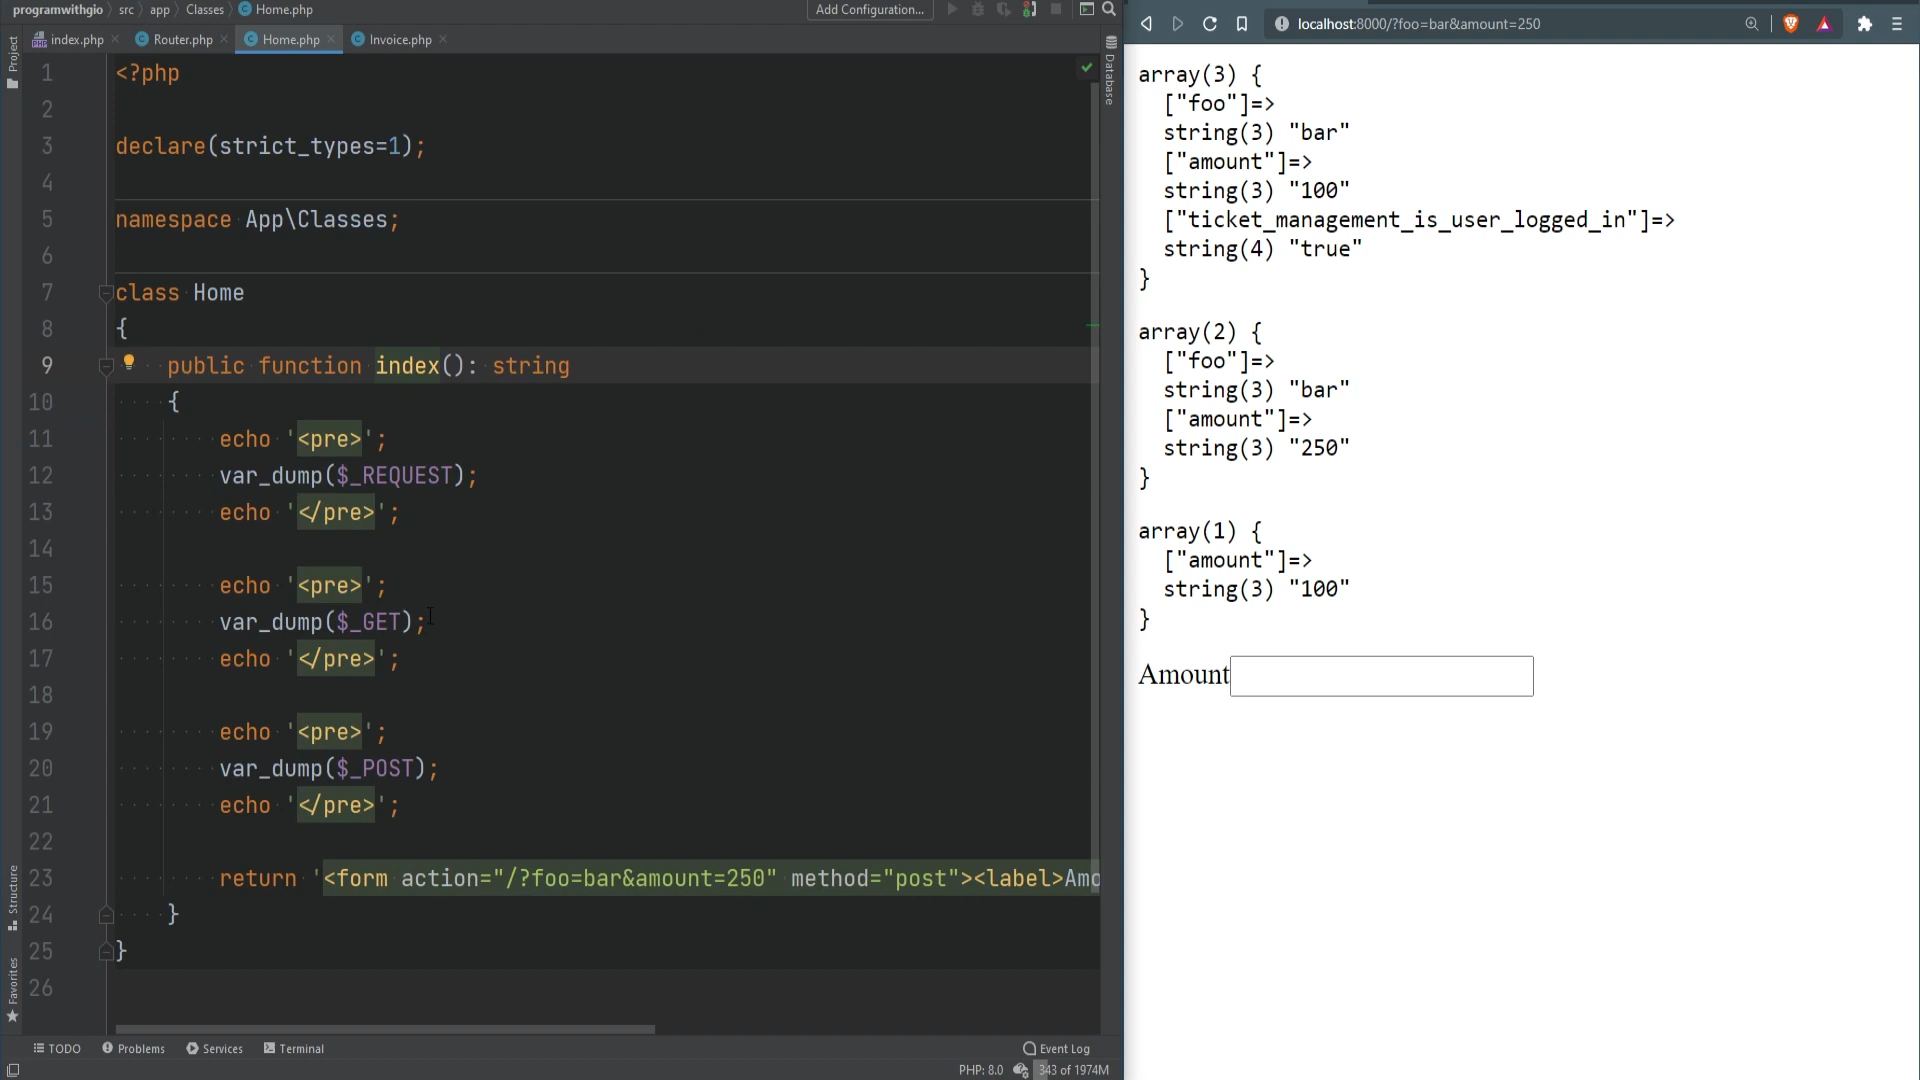 programwithgio src app Classes Home.php
Add Configuration...
index.php Router.php Home.php Invoice.php
Project
Database
Structure
Favorites
1 <?php
2
3 declare(strict_types=1);
4
5 namespace App\Classes;
6
7 class Home
8 {
9 public function index(): string
10 {
11 echo '<pre>';
12 var_dump($_REQUEST);
13 echo '</pre>';
14
15 echo '<pre>';
16 var_dump($_GET);
17 echo '</pre>';
18
19 echo '<pre>';
20 var_dump($_POST);
21 echo '</pre>';
22
23 return '<form action="/?foo=bar&amount=250" method="post"><label>Amo
24 }
25 }
26
TODO Problems Services Terminal Event Log
PHP: 8.0 343 of 1974M
localhost:8000/?foo=bar&amount=250
array(3) {
["foo"]=>
string(3) "bar"
["amount"]=>
string(3) "100"
["ticket_management_is_user_logged_in"]=>
string(4) "true"
}
array(2) {
["foo"]=>
string(3) "bar"
["amount"]=>
string(3) "250"
}
array(1) {
["amount"]=>
string(3) "100"
}
Amount